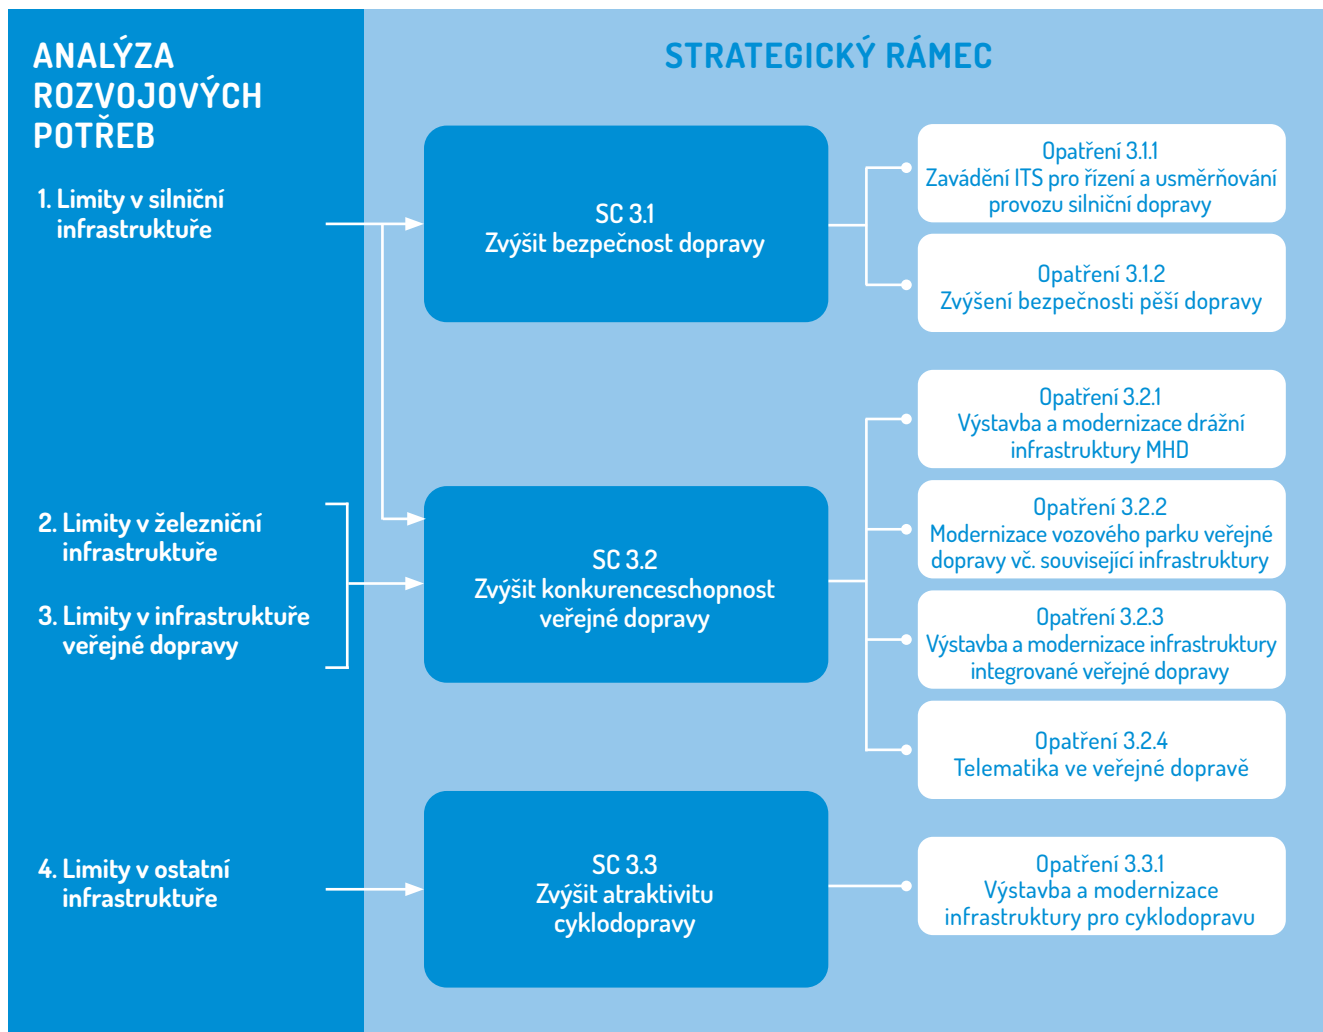 ANALÝZA
ROZVOJOVÝCH
POTŘEB
1. Limity v silniční
infrastruktuře
2. Limity v železniční
infrastruktuře
3. Limity v infrastruktuře
veřejné dopravy
4. Limity v ostatní
infrastruktuře
STRATEGICKÝ RÁMEC
SC 3.1
Zvýšit bezpečnost dopravy
Opatření 3.1.1
Zavádění ITS pro řízení a usměrňování
provozu silniční dopravy
Opatření 3.1.2
Zvýšení bezpečnosti pěší dopravy
SC 3.2
Zvýšit konkurenceschopnost
veřejné dopravy
Opatření 3.2.1
Výstavba a modernizace drážní
infrastruktury MHD
Opatření 3.2.2
Modernizace vozového parku veřejné
dopravy vč. související infrastruktury
Opatření 3.2.3
Výstavba a modernizace infrastruktury
integrované veřejné dopravy
Opatření 3.2.4
Telematika ve veřejné dopravě
SC 3.3
Zvýšit atraktivitu
cyklodopravy
Opatření 3.3.1
Výstavba a modernizace
infrastruktury pro cyklodopravu